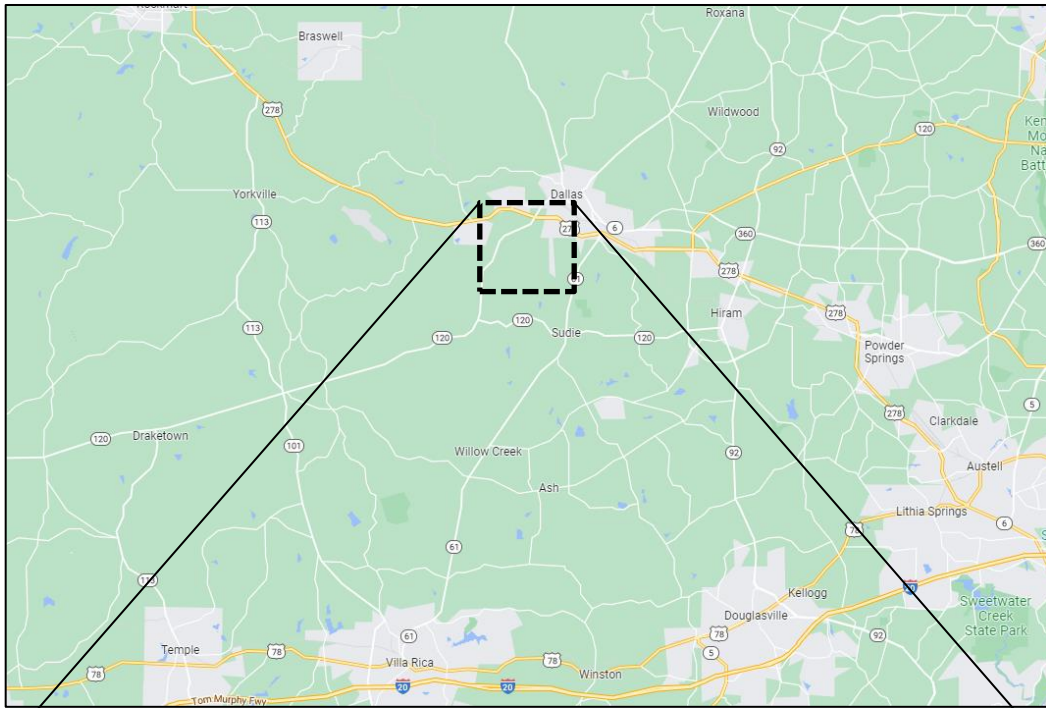 Roxana
Braswell
278
Wildwood
120
92
Yorkville
113
Dallas
6
360
360
278
113
120
Sudie
120
120
Hiram
278
Powder
Springs
5
278
Clarkdale
120
Draketown
101
Willow Creek
92
Austell
Ash
Lithia Springs
6
78
61
Kellogg
Sweetwater
Creek
State Park
Douglasville
61
78
92
Temple
78
Villa Rica
78
5
78
Winston
20
20
Tom Murphy Fwy